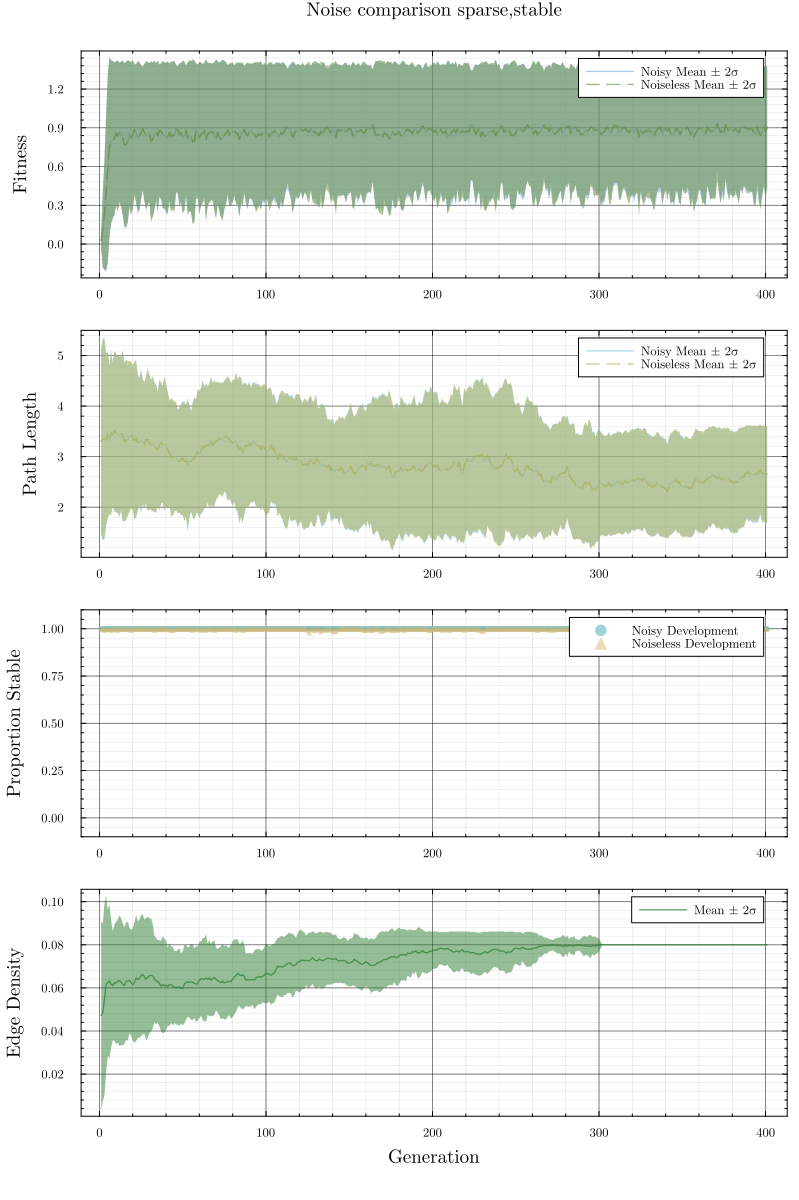 Noise comparison sparse,stable
Fitness
1.2
0.9
0.6
0.3
0.0
Noisy Mean ± 2σ
Noiseless Mean ± 2σ
0 100 200 300 400
Path Length
5
4
3
2
Noisy Mean ± 2σ
Noiseless Mean ± 2σ
0 100 200 300 400
Proportion Stable
1.00
0.75
0.50
0.25
0.00
Noisy Development
Noiseless Development
0 100 200 300 400
Edge Density
0.10
0.08
0.06
0.04
0.02
Mean ± 2σ
0 100 200 300 400
Generation